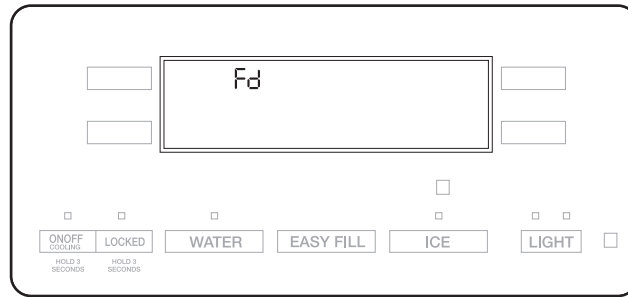 Fd
ONOFF
COOLING
LOCKED
WATER
EASY FILL
ICE
LIGHT
HOLD 3
SECONDS
HOLD 3
SECONDS